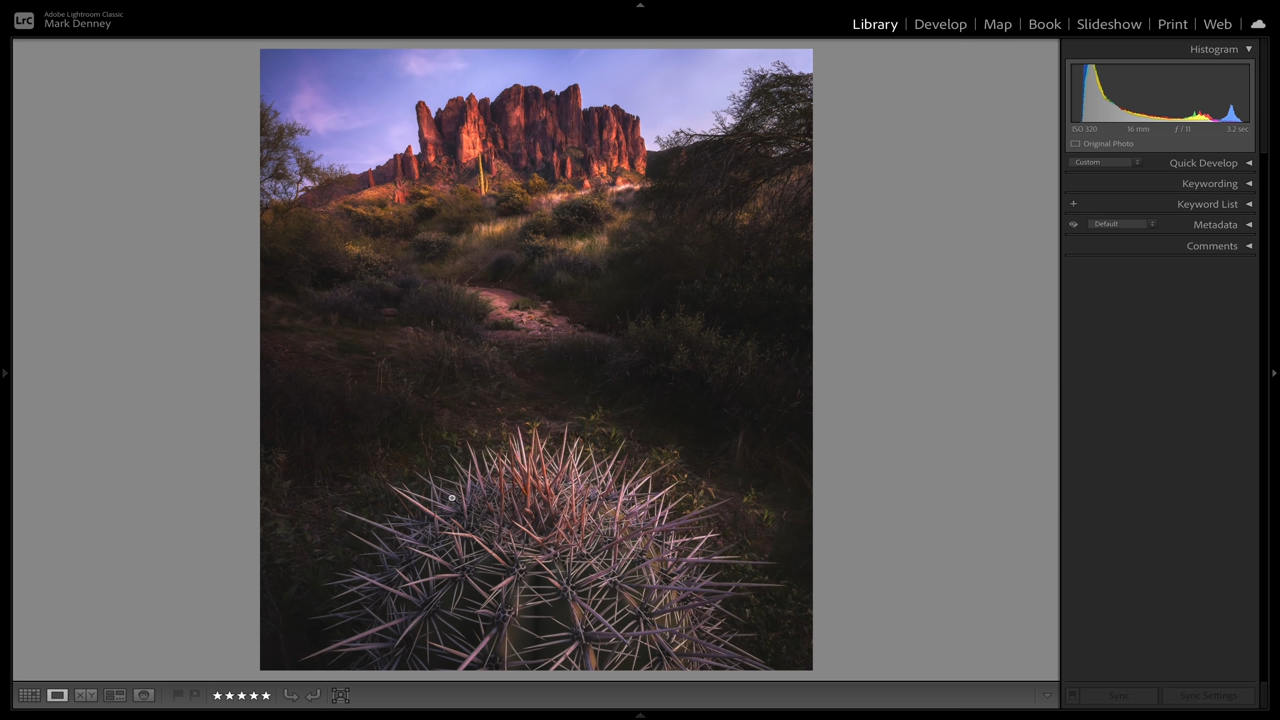 LrC
Adobe Lightroom Classic
Mark Denney
Library | Develop | Map | Book | Slideshow | Print | Web
Histogram
ISO 320 16 mm ƒ / 11 3.2 sec
Original Photo
Custom Quick Develop
Keywording
+ Keyword List
Default Metadata
Comments
X Y
Sync Sync Settings